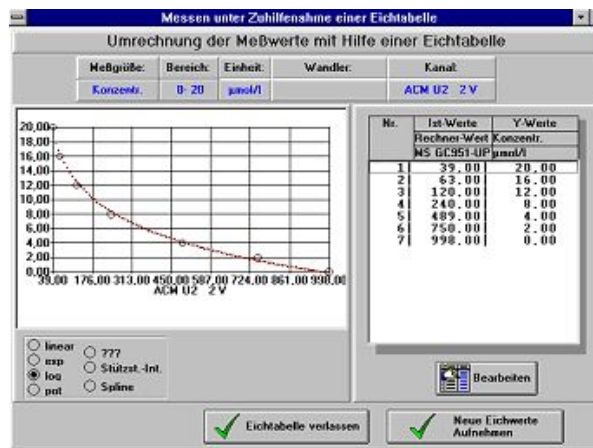 Messen unter Zuhilfenahme einer Eichtabelle
Umrechnung der Meßwerte mit Hilfe einer Eichtabelle
Meßgröße: Bereich: Einheit: Wandler: Kanal:
Konzentr. 0- 20 µmol/l ACM U2 2 V
20,00
18,00
16,00
14,00
12,00
10,00
8,00
6,00
4,00
2,00
0,00
39,00 176,00 313,00 450,00 587,00 724,00 861,00 998,00
ACM U2 2 V
Nr. Ist-Werte Y-Werte
Rechner-Wert Konzentr.
MS GC951-UP µmol/l
1 39.00 20.00
2 63.00 16.00
3 120.00 12.00
4 240.00 8.00
5 489.00 4.00
6 750.00 2.00
7 998.00 0.00
linear
exp
log
pot
???
Stützst.-Int.
Spline
Bearbeiten
Eichtabelle verlassen
Neue Eichwerte
Aufnehmen